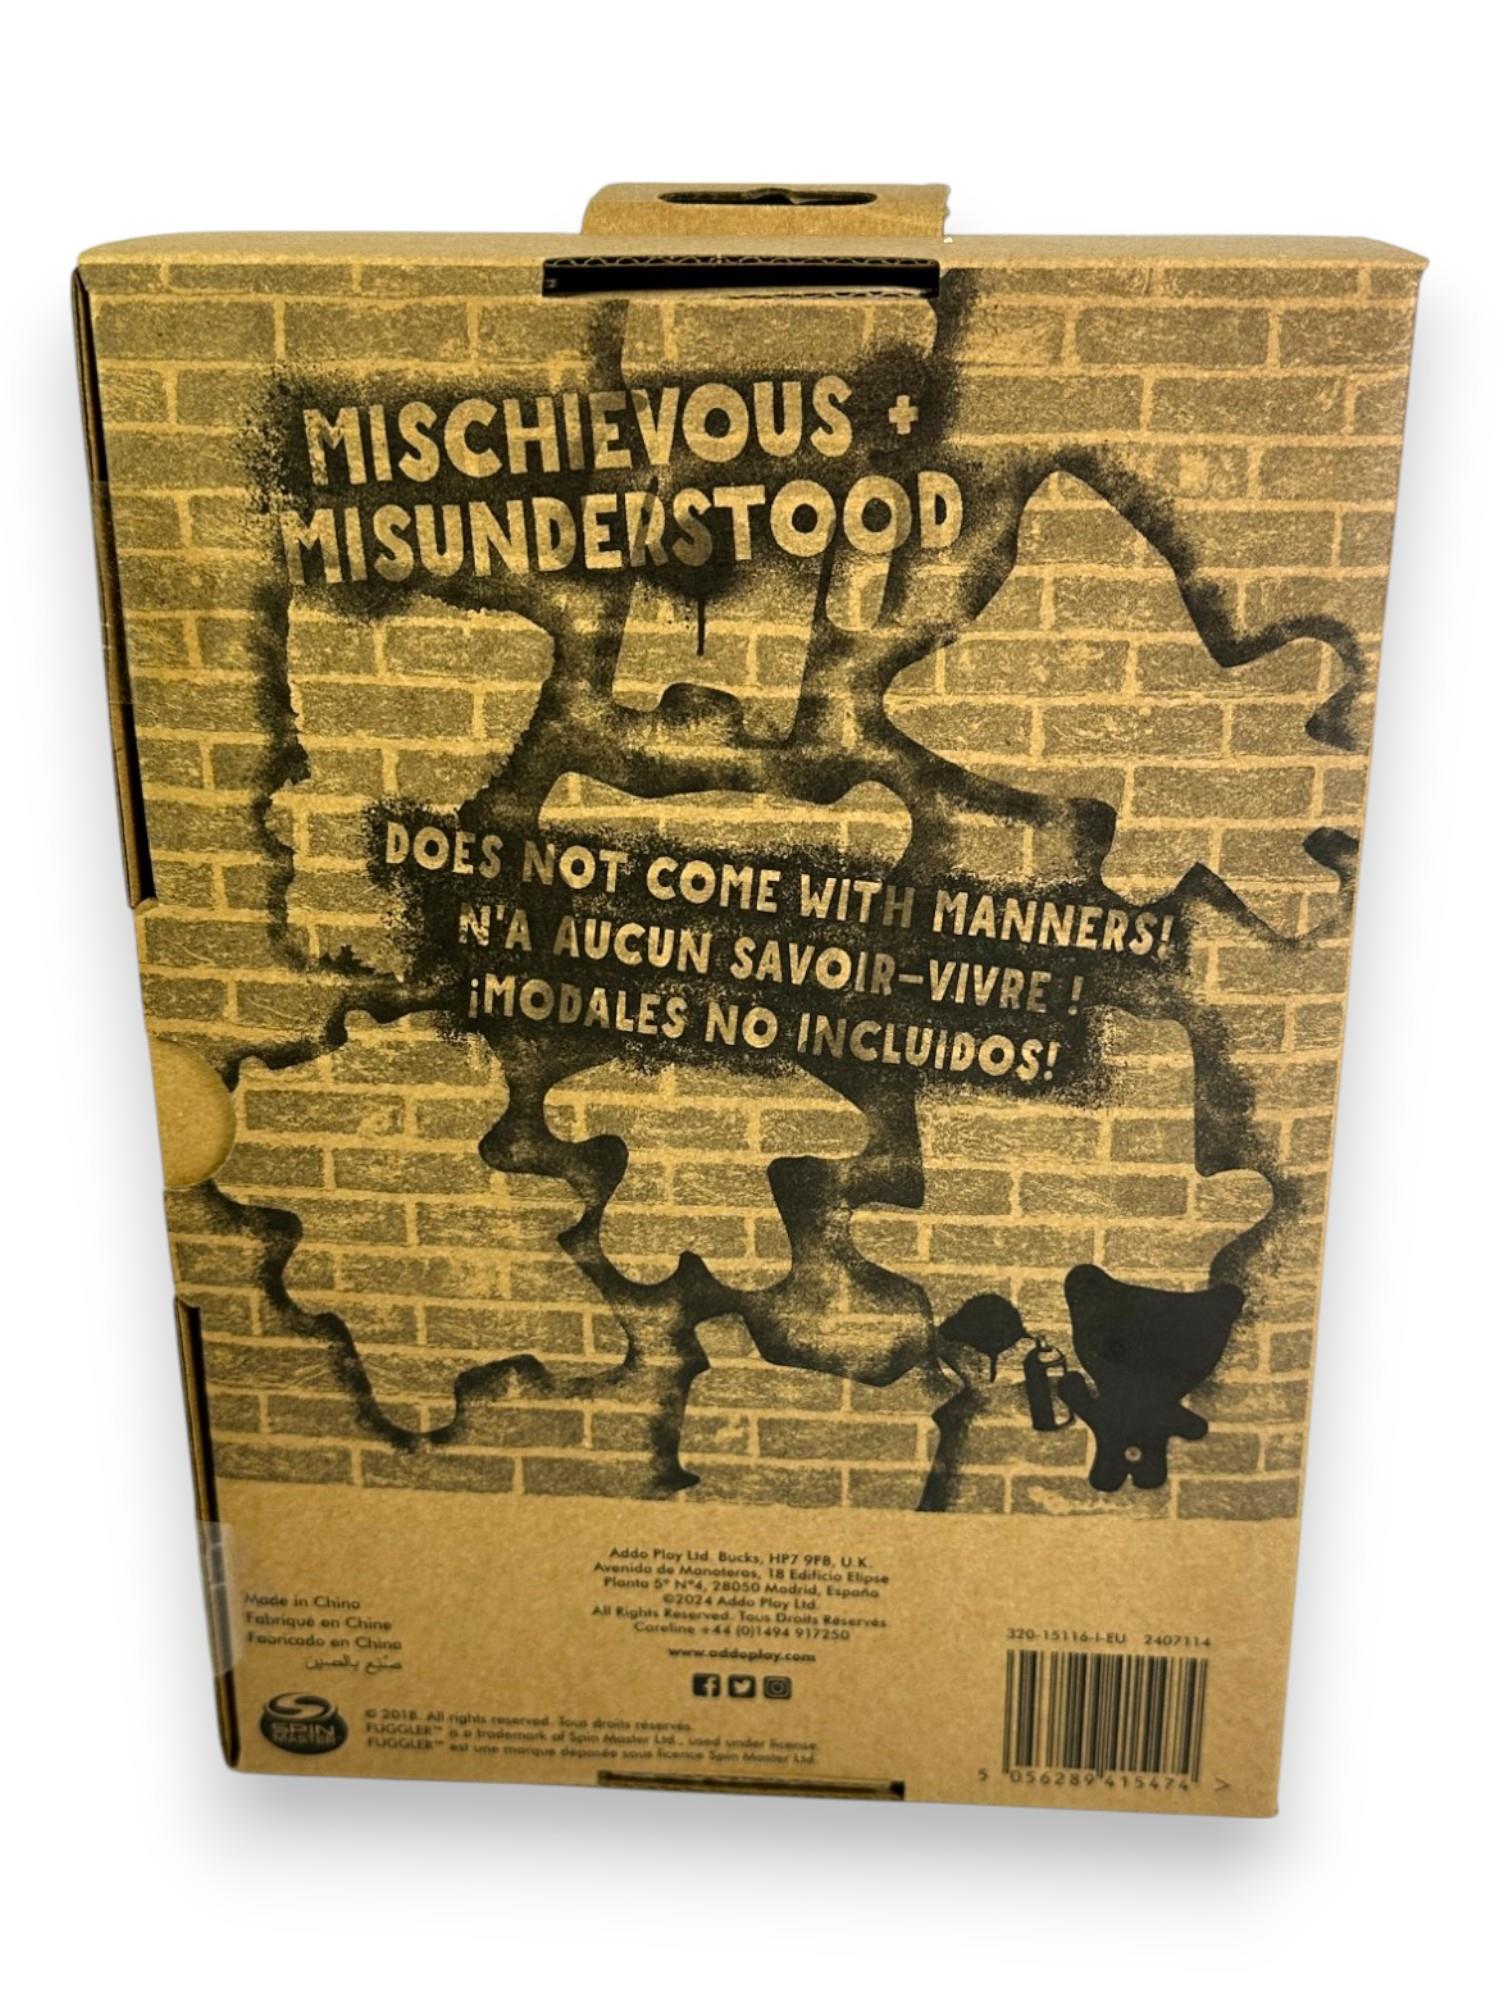 MISCHIEVOUS +
MISUNDERSTOOD
DOES NOT COME WITH MANNERS!
N'A AUCUN SAVOIR-VIVRE !
¡MODALES NO INCLUIDOS!
Addo Play Ltd. Bucks, HP7 9FB, U.K.
Avenida de Manoteras, 18 Edificio Elipse
Planta 5º Nº4, 28050 Madrid, España
©2024 Addo Play Ltd.
All Rights Reserved. Tous Droits Réservés
Careline +44 (0)1494 917250
www.addoplay.com
Made in China
Fabriqué en Chine
Fabricado en China
صنع بالصين
SPIN
MASTER
© 2018. All rights reserved. Tous droits réservés.
FUGGLER™ is a trademark of Spin Master Ltd., used under license.
FUGGLER™ est une marque déposée sous licence Spin Master Ltd.
320-15116-I-EU 2407114
5 056289 415474 >